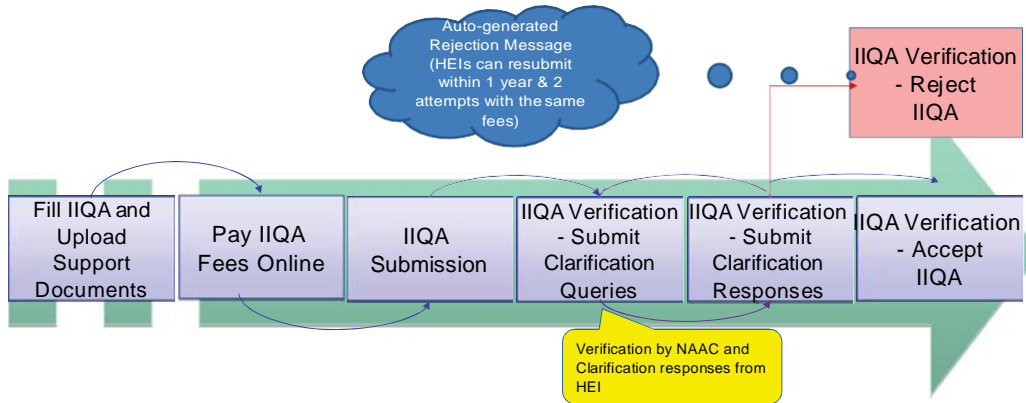 Auto-generated
Rejection Message
(HEIs can resubmit
within 1 year & 2
attempts with the same
fees)
IIQA Verification
- Reject
IIQA
Fill IIQA and
Upload
Support
Documents
Pay IIQA
Fees Online
IIQA
Submission
IIQA Verification
- Submit
Clarification
Queries
IIQA Verification
- Submit
Clarification
Responses
IIQA Verification
- Accept
IIQA
Verification by NAAC and
Clarification responses from
HEI